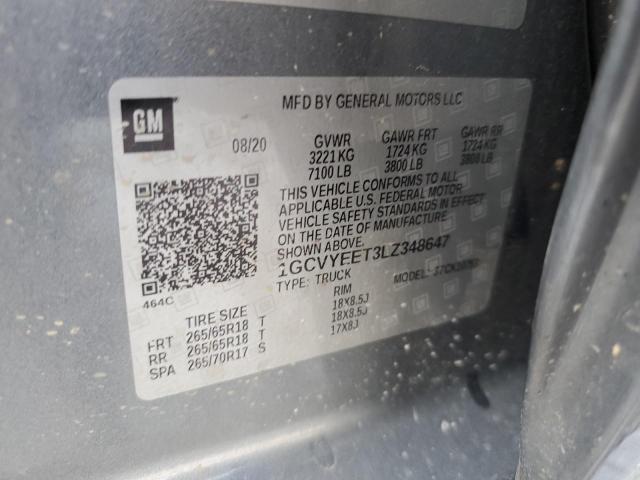 GM
MFD BY GENERAL MOTORS LLC
08/20
GVWR GAWR FRT GAWR RR
3221 KG 1724 KG 1724 KG
7100 LB 3800 LB 3800 LB
THIS VEHICLE CONFORMS TO ALL
APPLICABLE U.S. FEDERAL MOTOR
VEHICLE SAFETY STANDARDS IN EFFECT
ON THE DATE OF MANUFACTURE
SHOWN ABOVE.
1GCVYEET3LZ348647
TYPE: TRUCK MODEL:
464C
TIRE SIZE RIM
FRT 265/65R18 T 18X8.5J
RR 265/65R18 T 18X8.5J
SPA 265/70R17 S 17X8J